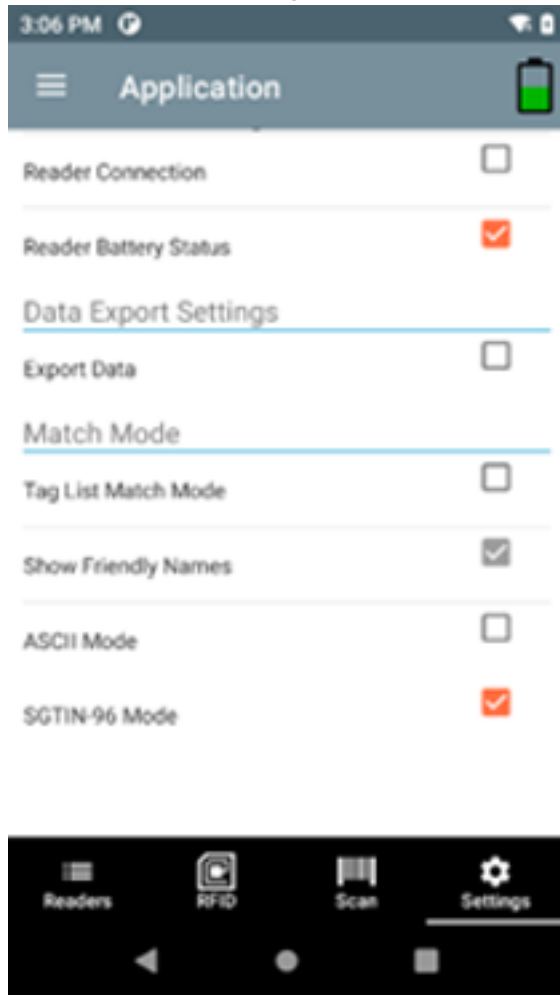 3:06 PM
Application
Reader Connection
Reader Battery Status
Data Export Settings
Export Data
Match Mode
Tag List Match Mode
Show Friendly Names
ASCII Mode
SGTIN-96 Mode
Readers
RFID
Scan
Settings